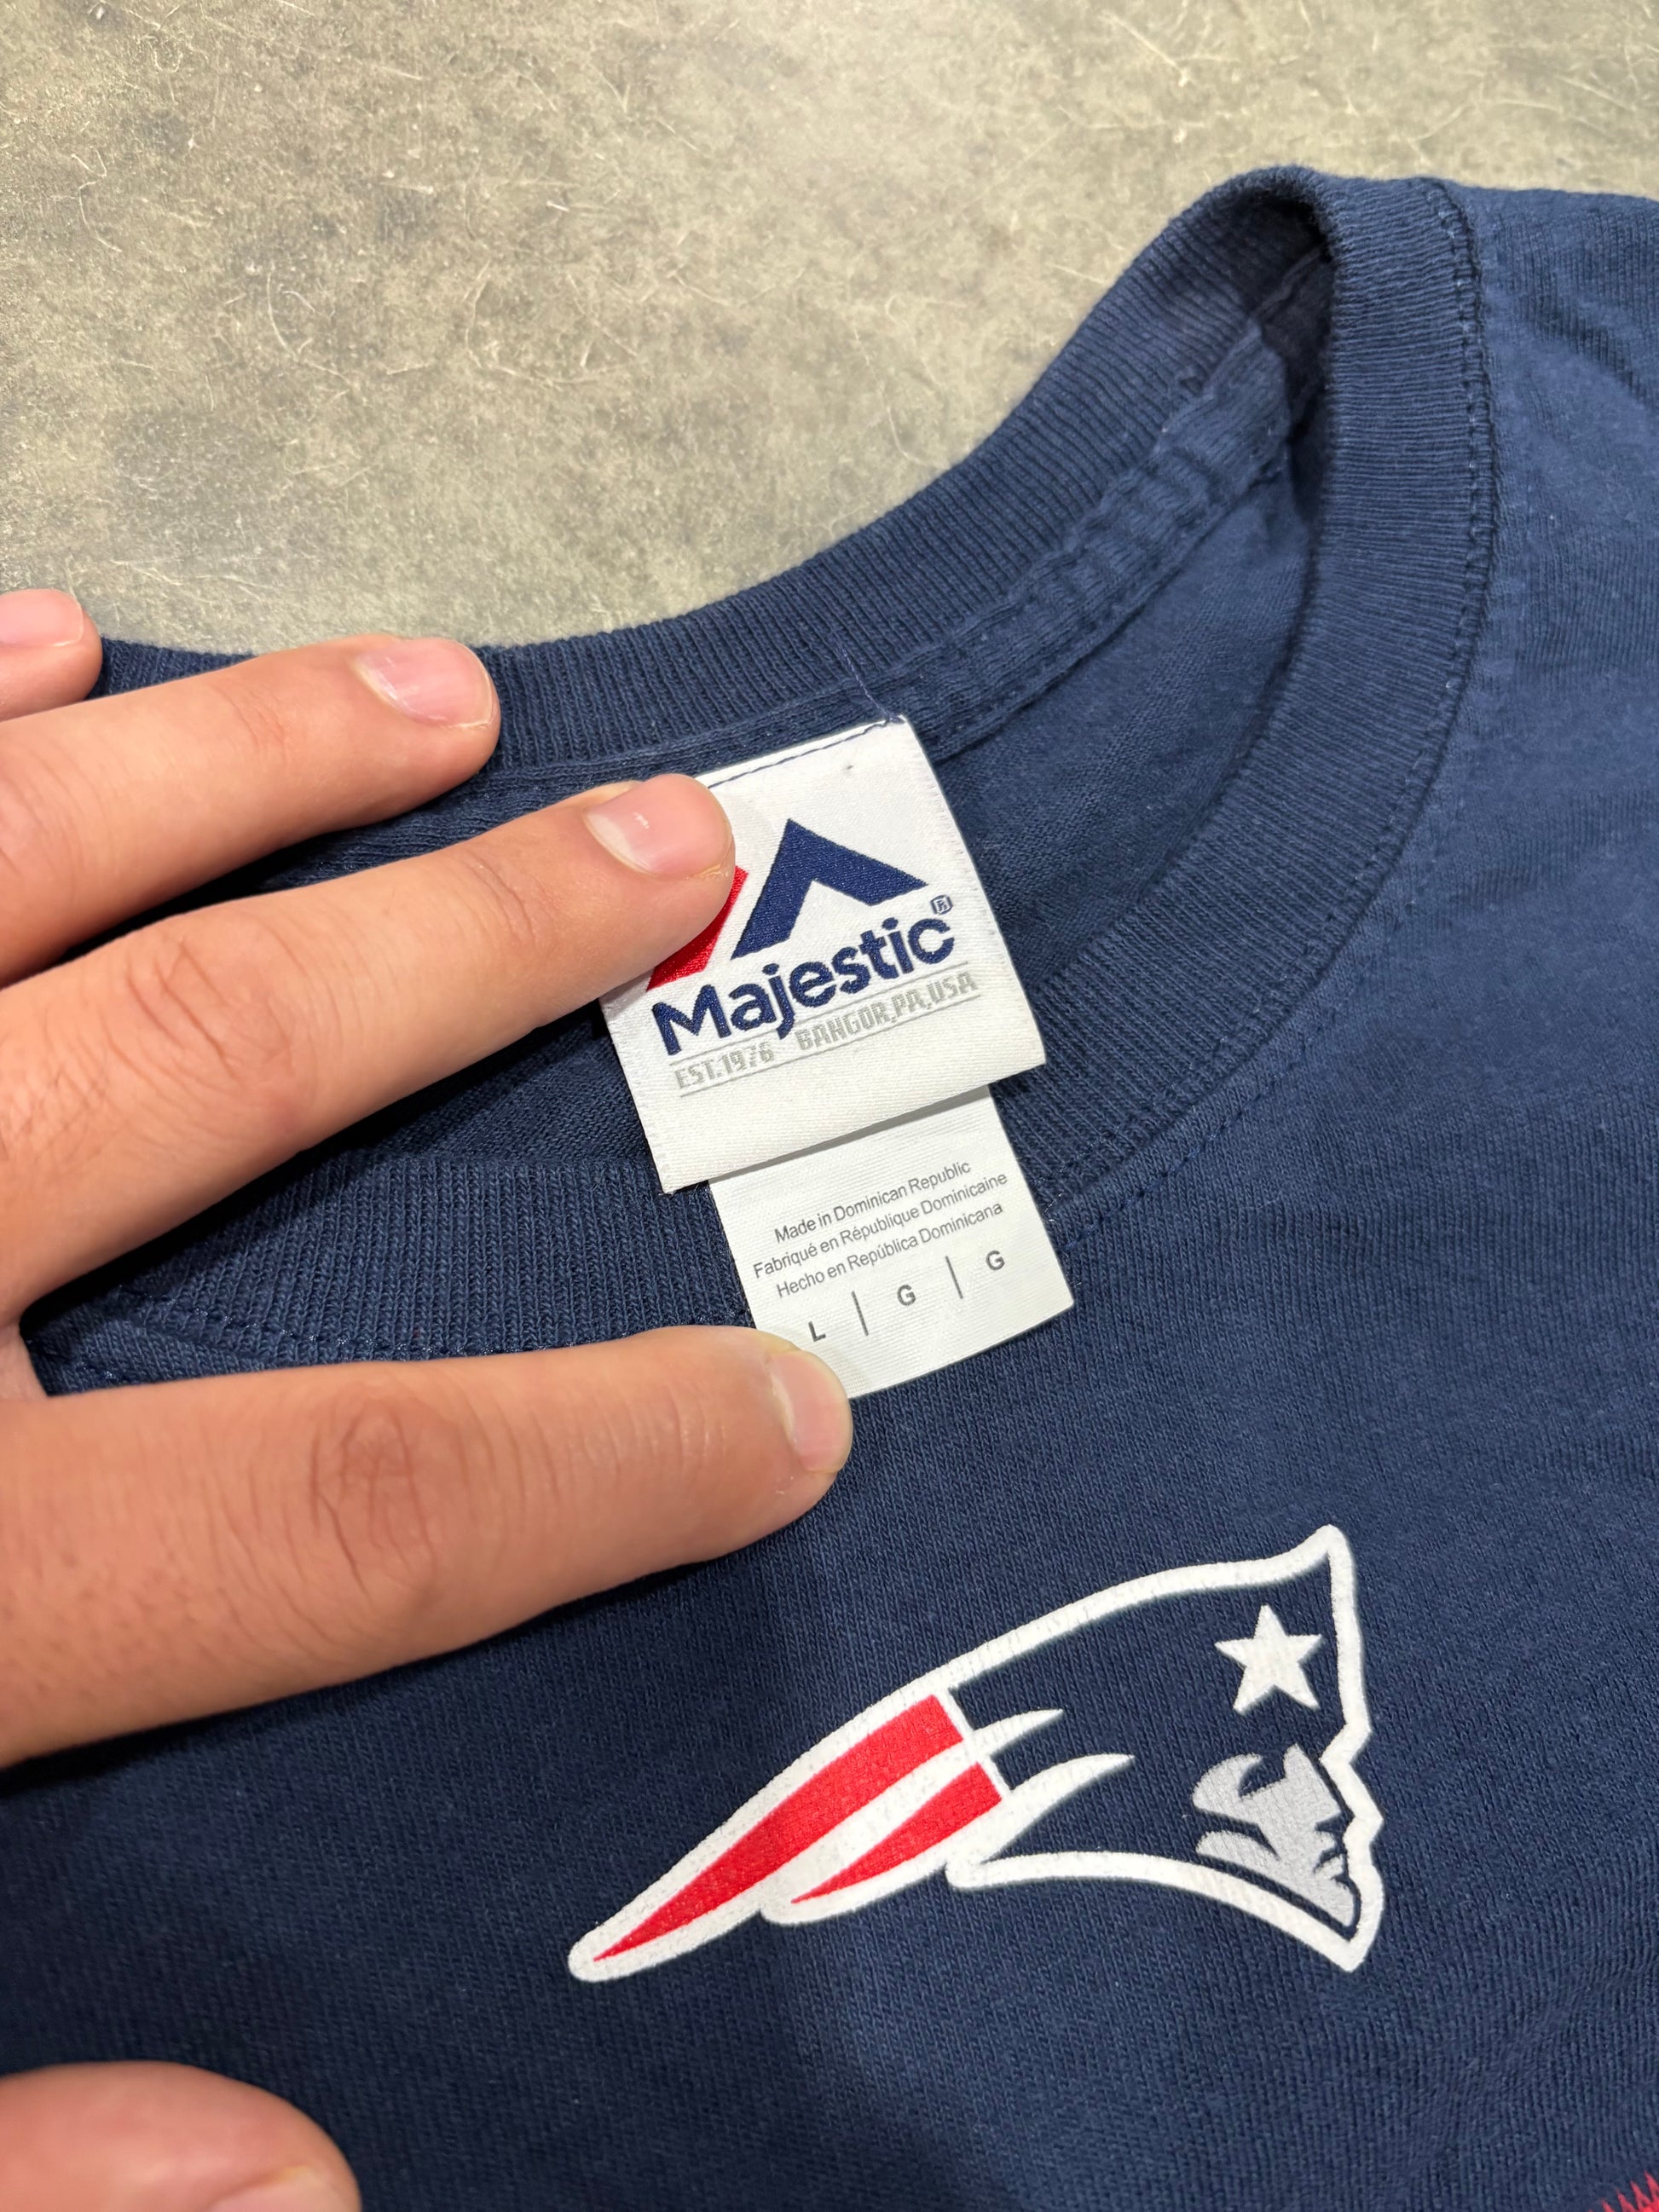 Majestic®
EST.1976 BANGOR,PA,USA
Made in Dominican Republic
Fabriqué en République Dominicaine
Hecho en República Dominicana
L | G | G